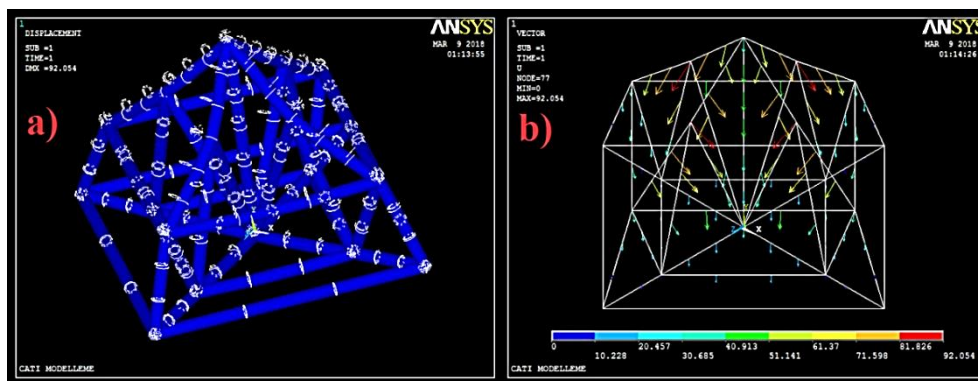 1
DISPLACEMENT
SUB =1
TIME=1
DMX =92.054
ANSYS
MAR 9 2018
01:13:55
a)
Y
X
CATI MODELLEME
1
VECTOR
SUB =1
TIME=1
U
NODE=77
MIN=0
MAX=92.054
ANSYS
MAR 9 2018
01:14:26
b)
Z
X
0 20.457 40.913 61.37 81.826
10.228 30.685 51.141 71.598 92.054
CATI MODELLEME